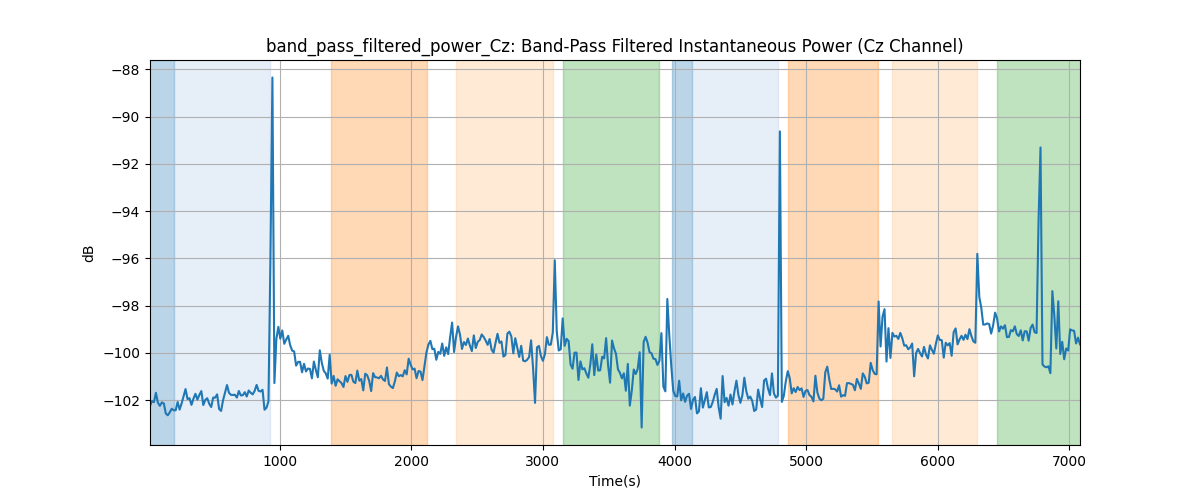 band_pass_filtered_power_Cz: Band-Pass Filtered Instantaneous Power (Cz Channel)
−88
−90
−92
−94
−96
−98
−100
−102
dB
1000 2000 3000 4000 5000 6000 7000
Time(s)